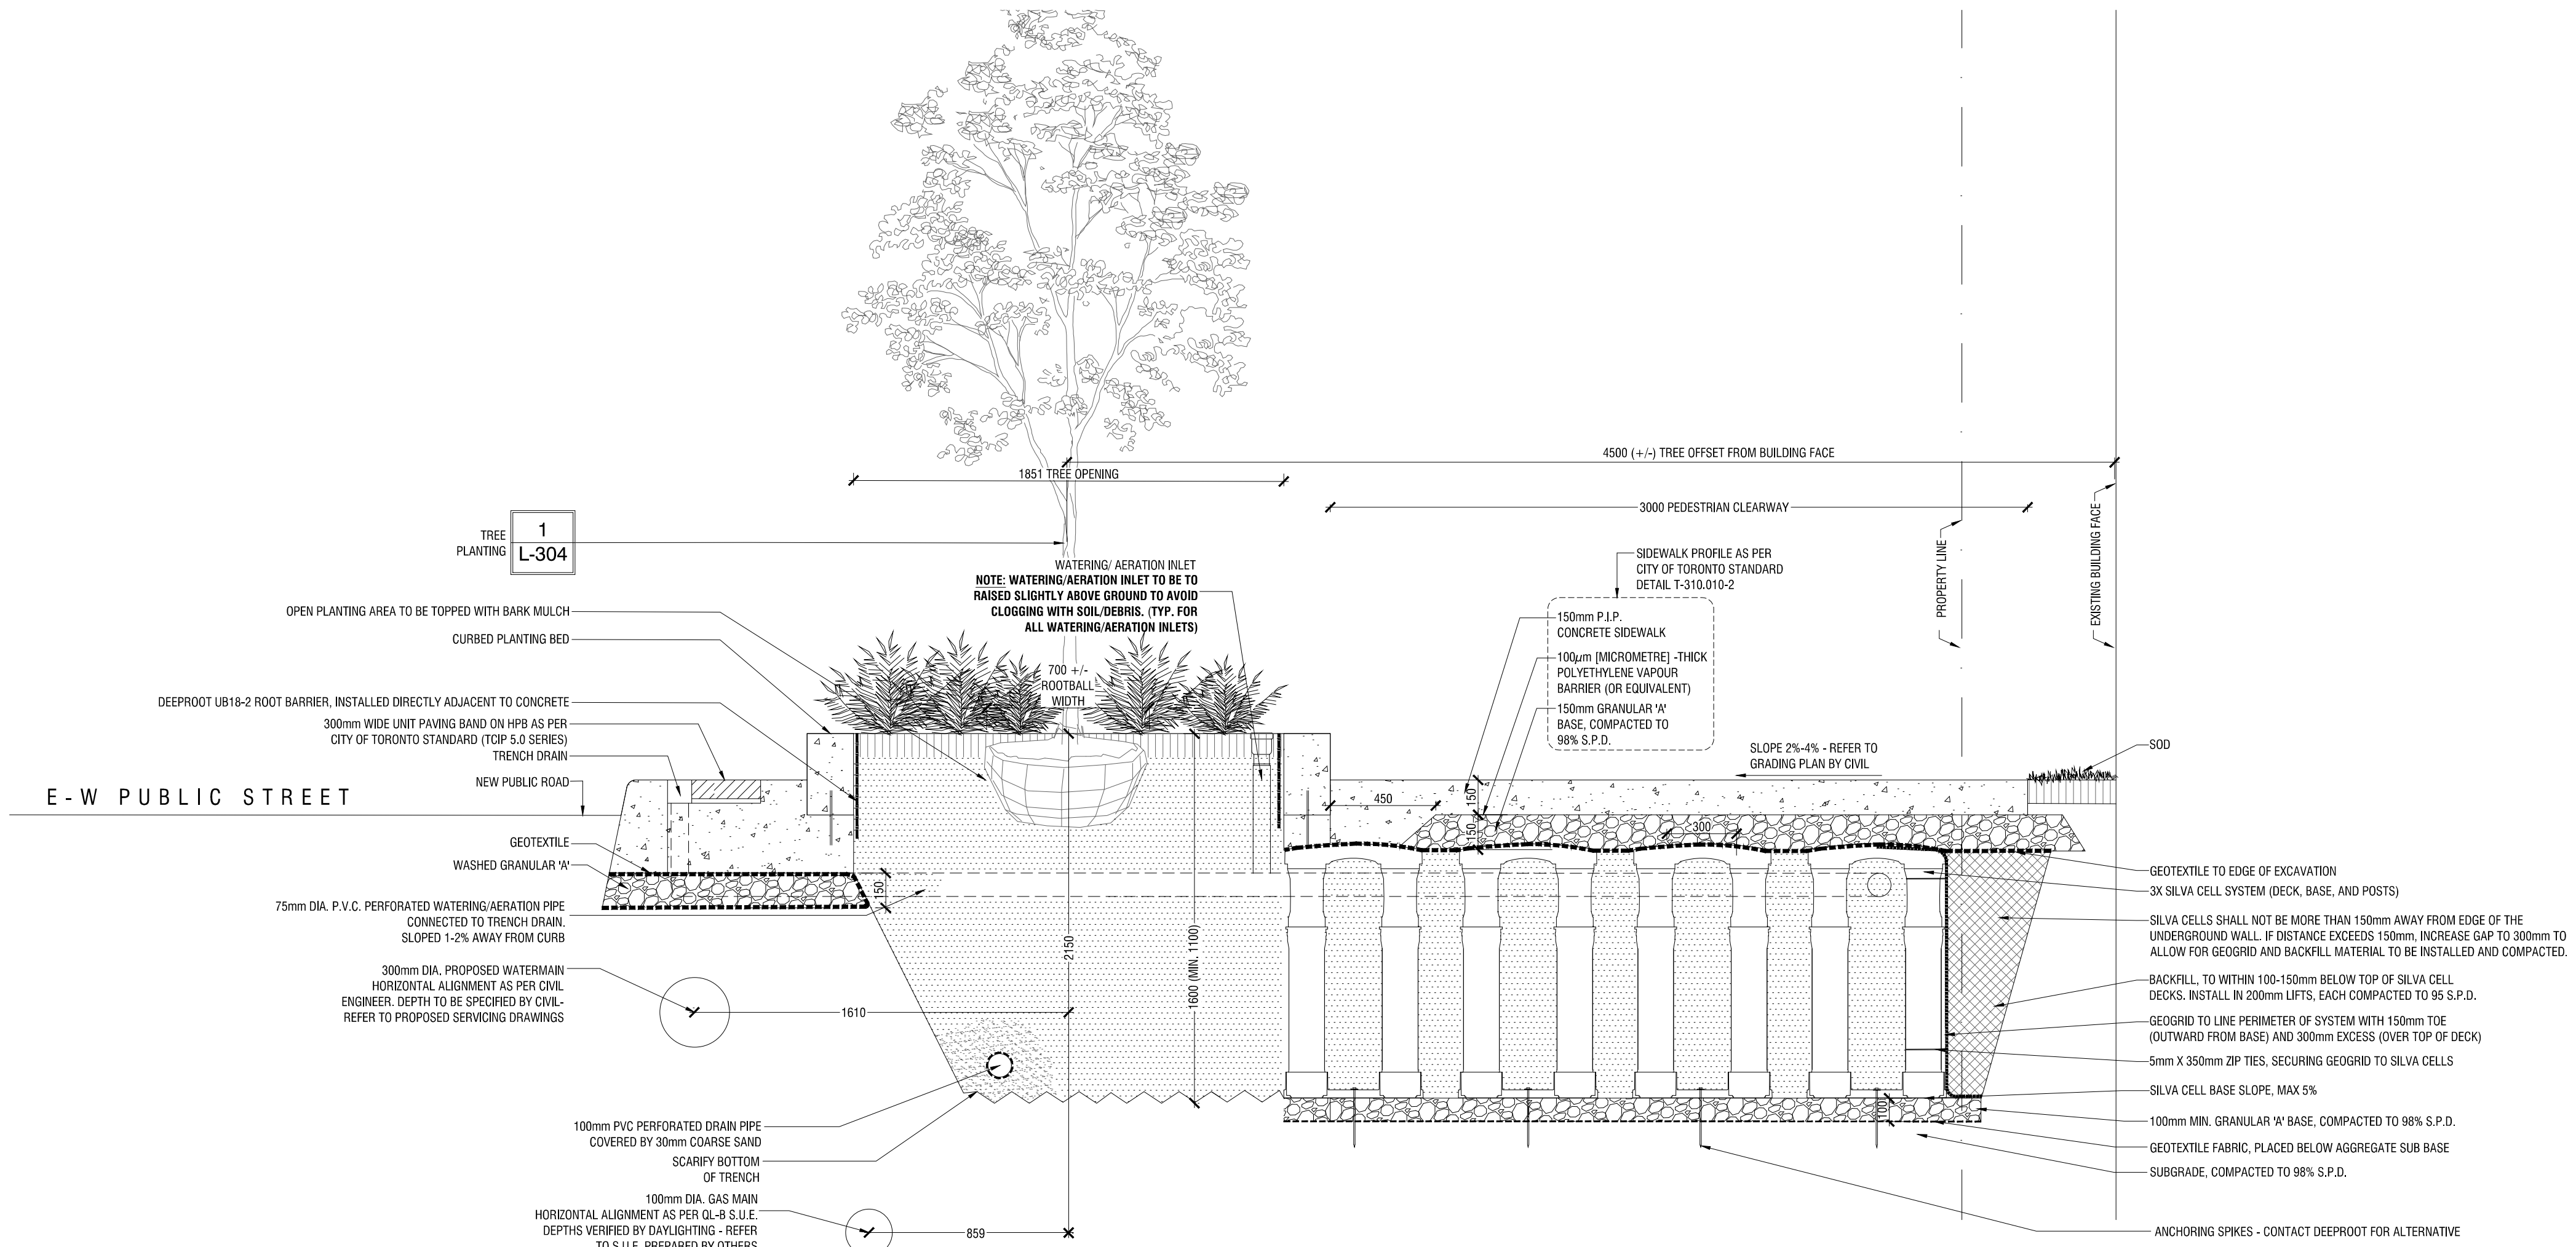 4500 (+/-) TREE OFFSET FROM BUILDING FACE
1851 TREE OPENING
3000 PEDESTRIAN CLEARWAY
TREE
PLANTING
1
L-304
PROPERTY LINE
EXISTING BUILDING FACE
WATERING/ AERATION INLET
NOTE: WATERING/AERATION INLET TO BE TO
RAISED SLIGHTLY ABOVE GROUND TO AVOID
CLOGGING WITH SOIL/DEBRIS. (TYP. FOR
ALL WATERING/AERATION INLETS)
SIDEWALK PROFILE AS PER
CITY OF TORONTO STANDARD
DETAIL T-310.010-2
150mm P.I.P.
CONCRETE SIDEWALK
100µm [MICROMETRE] -THICK
POLYETHYLENE VAPOUR
BARRIER (OR EQUIVALENT)
150mm GRANULAR 'A'
BASE, COMPACTED TO
98% S.P.D.
OPEN PLANTING AREA TO BE TOPPED WITH BARK MULCH
CURBED PLANTING BED
700 +/-
ROOTBALL
WIDTH
DEEPROOT UB18-2 ROOT BARRIER, INSTALLED DIRECTLY ADJACENT TO CONCRETE
300mm WIDE UNIT PAVING BAND ON HPB AS PER
CITY OF TORONTO STANDARD (TCIP 5.0 SERIES)
TRENCH DRAIN
NEW PUBLIC ROAD
E-W PUBLIC STREET
SLOPE 2%-4% - REFER TO
GRADING PLAN BY CIVIL
SOD
450
150
150
300
GEOTEXTILE
WASHED GRANULAR 'A'
150
75mm DIA. P.V.C. PERFORATED WATERING/AERATION PIPE
CONNECTED TO TRENCH DRAIN.
SLOPED 1-2% AWAY FROM CURB
2150
1600 (MIN. 1100)
300mm DIA. PROPOSED WATERMAIN
HORIZONTAL ALIGNMENT AS PER CIVIL
ENGINEER. DEPTH TO BE SPECIFIED BY CIVIL-
REFER TO PROPOSED SERVICING DRAWINGS
1610
100mm PVC PERFORATED DRAIN PIPE
COVERED BY 30mm COARSE SAND
SCARIFY BOTTOM
OF TRENCH
100mm DIA. GAS MAIN
HORIZONTAL ALIGNMENT AS PER QL-B S.U.E.
DEPTHS VERIFIED BY DAYLIGHTING - REFER
TO S.U.E. PREPARED BY OTHERS
859
100
GEOTEXTILE TO EDGE OF EXCAVATION
3X SILVA CELL SYSTEM (DECK, BASE, AND POSTS)
SILVA CELLS SHALL NOT BE MORE THAN 150mm AWAY FROM EDGE OF THE
UNDERGROUND WALL. IF DISTANCE EXCEEDS 150mm, INCREASE GAP TO 300mm TO
ALLOW FOR GEOGRID AND BACKFILL MATERIAL TO BE INSTALLED AND COMPACTED.
BACKFILL, TO WITHIN 100-150mm BELOW TOP OF SILVA CELL
DECKS. INSTALL IN 200mm LIFTS, EACH COMPACTED TO 95 S.P.D.
GEOGRID TO LINE PERIMETER OF SYSTEM WITH 150mm TOE
(OUTWARD FROM BASE) AND 300mm EXCESS (OVER TOP OF DECK)
5mm X 350mm ZIP TIES, SECURING GEOGRID TO SILVA CELLS
SILVA CELL BASE SLOPE, MAX 5%
100mm MIN. GRANULAR 'A' BASE, COMPACTED TO 98% S.P.D.
GEOTEXTILE FABRIC, PLACED BELOW AGGREGATE SUB BASE
SUBGRADE, COMPACTED TO 98% S.P.D.
ANCHORING SPIKES - CONTACT DEEPROOT FOR ALTERNATIVE